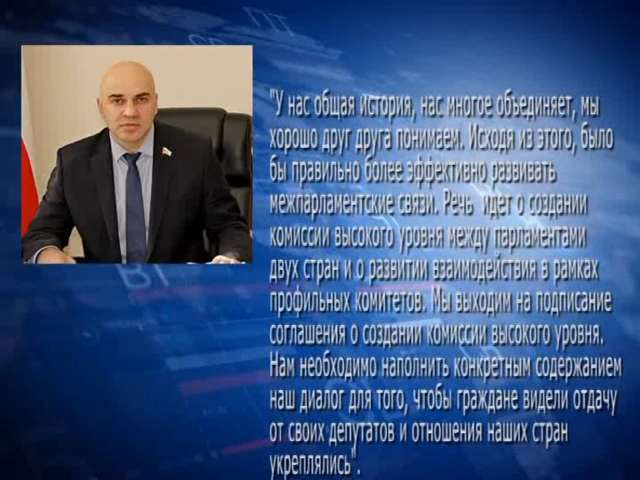 "У нас общая история, нас многое объединяет, мы
хорошо друг друга понимаем. Исходя из этого, было
бы правильно более эффективно развивать
межпарламентские связи. Речь идет о создании
комиссии высокого уровня между парламентами
двух стран и о развитии взаимодействия в рамках
профильных комитетов. Мы выходим на подписание
соглашения о создании комиссии высокого уровня.
Нам необходимо наполнить конкретным содержанием
наш диалог для того, чтобы граждане видели отдачу
от своих депутатов и отношения наших стран
укреплялись".